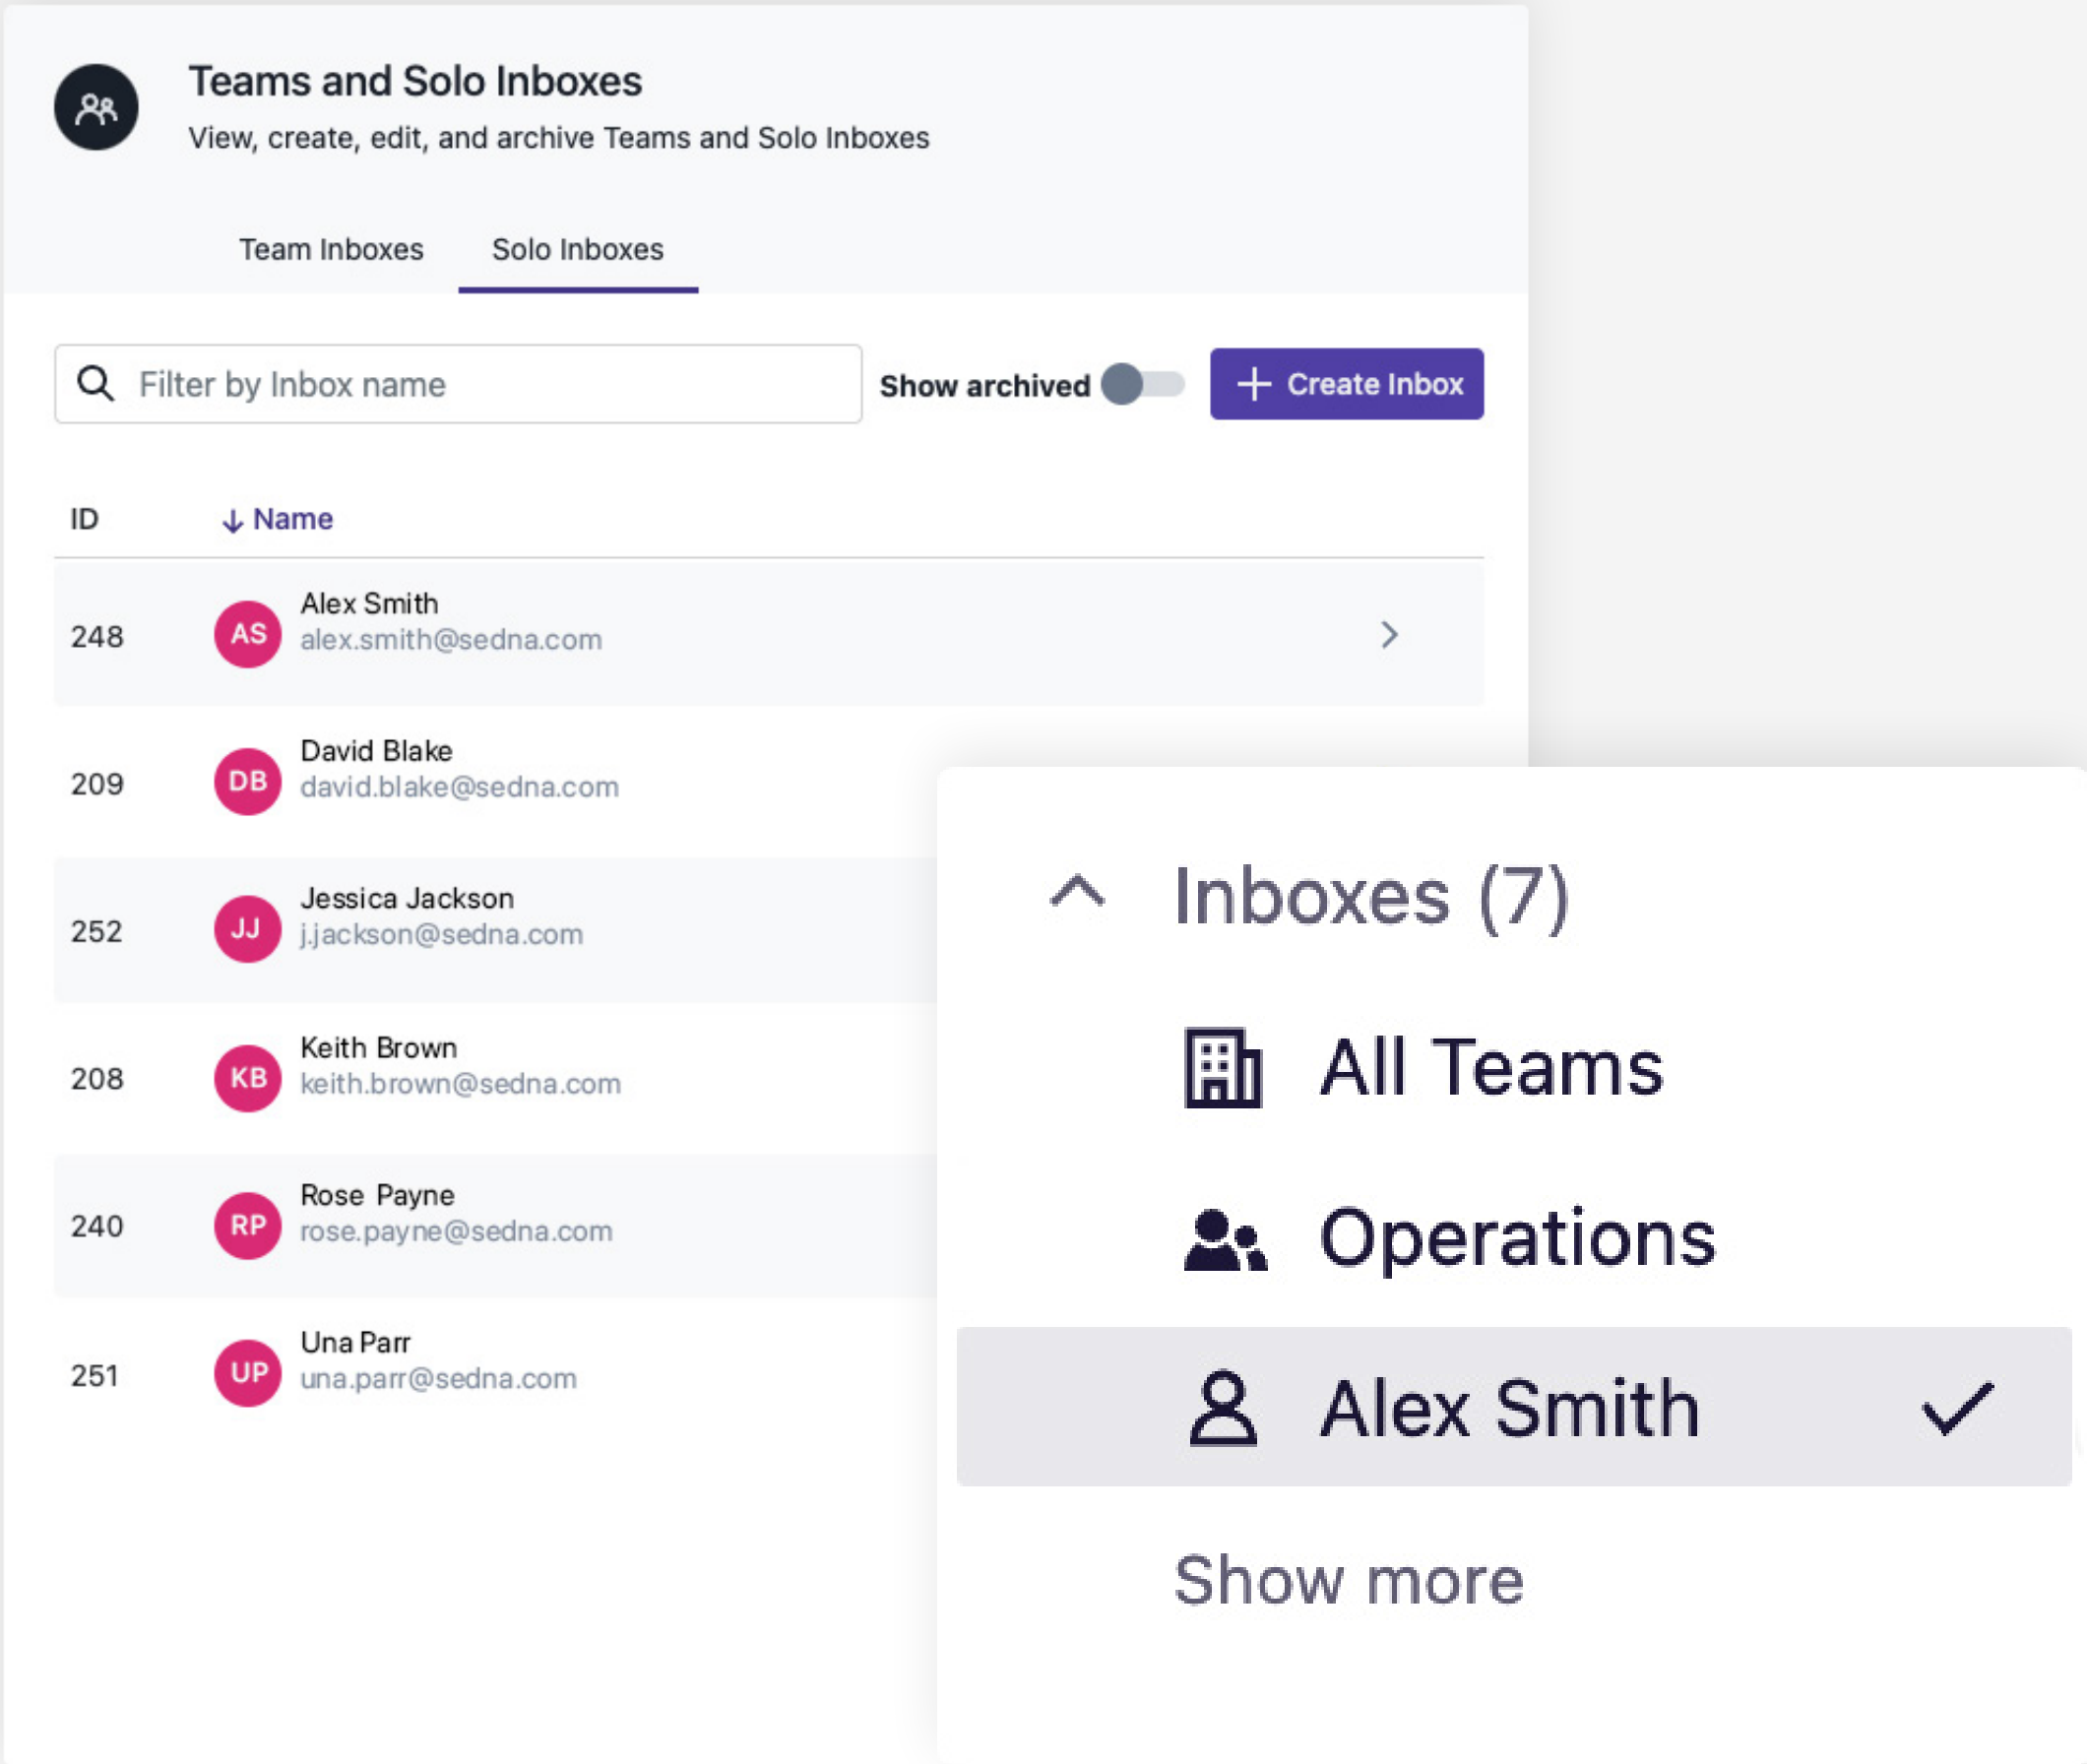 Teams and Solo Inboxes
View, create, edit, and archive Teams and Solo Inboxes
Team Inboxes Solo Inboxes
Filter by Inbox name Show archived Create Inbox
ID Name
248 AS Alex Smith
alex.smith@sedna.com
209 DB David Blake
david.blake@sedna.com
252 JJ Jessica Jackson
j.jackson@sedna.com
208 KB Keith Brown
keith.brown@sedna.com
240 RP Rose Payne
rose.payne@sedna.com
251 UP Una Parr
una.parr@sedna.com
Inboxes (7)
All Teams
Operations
Alex Smith
Show more